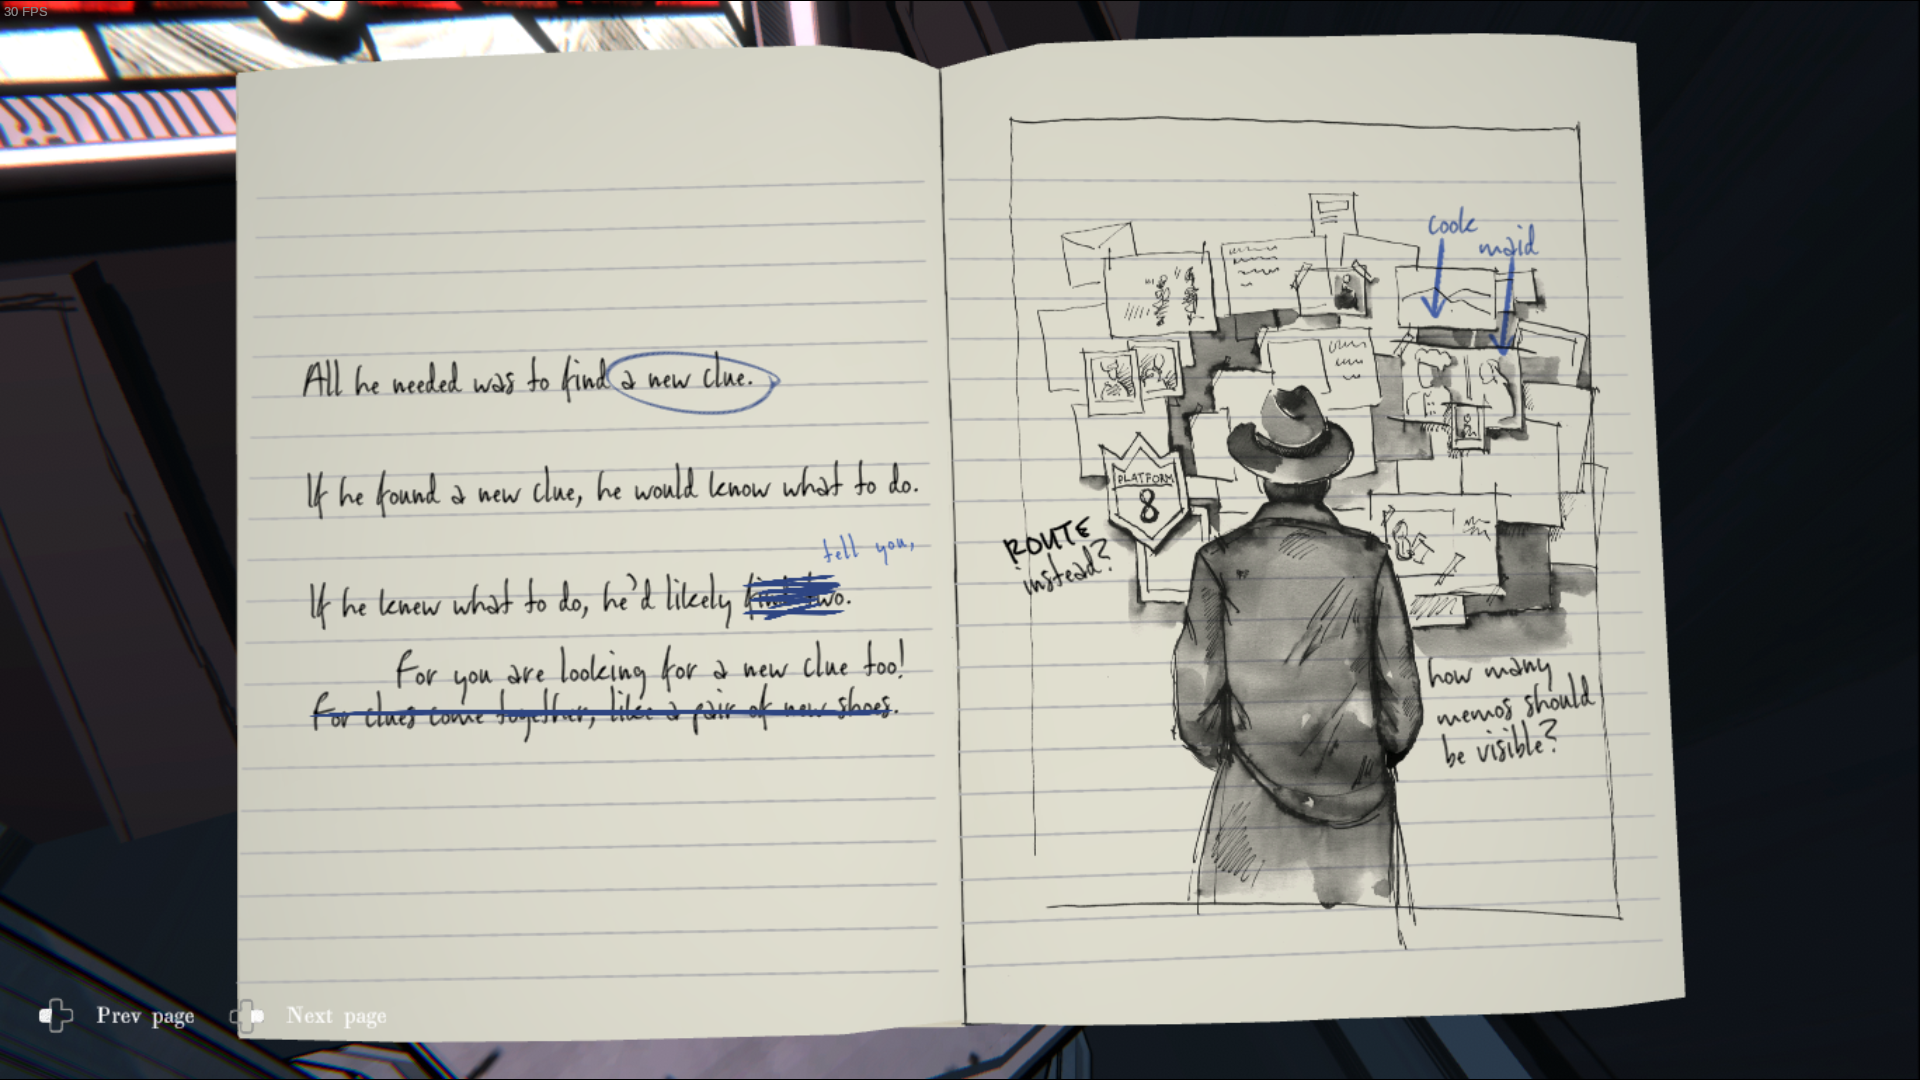 30 FPS
All he needed was to find a new clue.
If he found a new clue, he would know what to do.
tell you,
If he knew what to do, he'd likely find two.
For you are looking for a new clue too!
For clues come together, like a pair of new shoes.
cook
maid
PLATFORM
8
ROUTE
instead?
how many
memos should
be visible?
Prev page
Next page